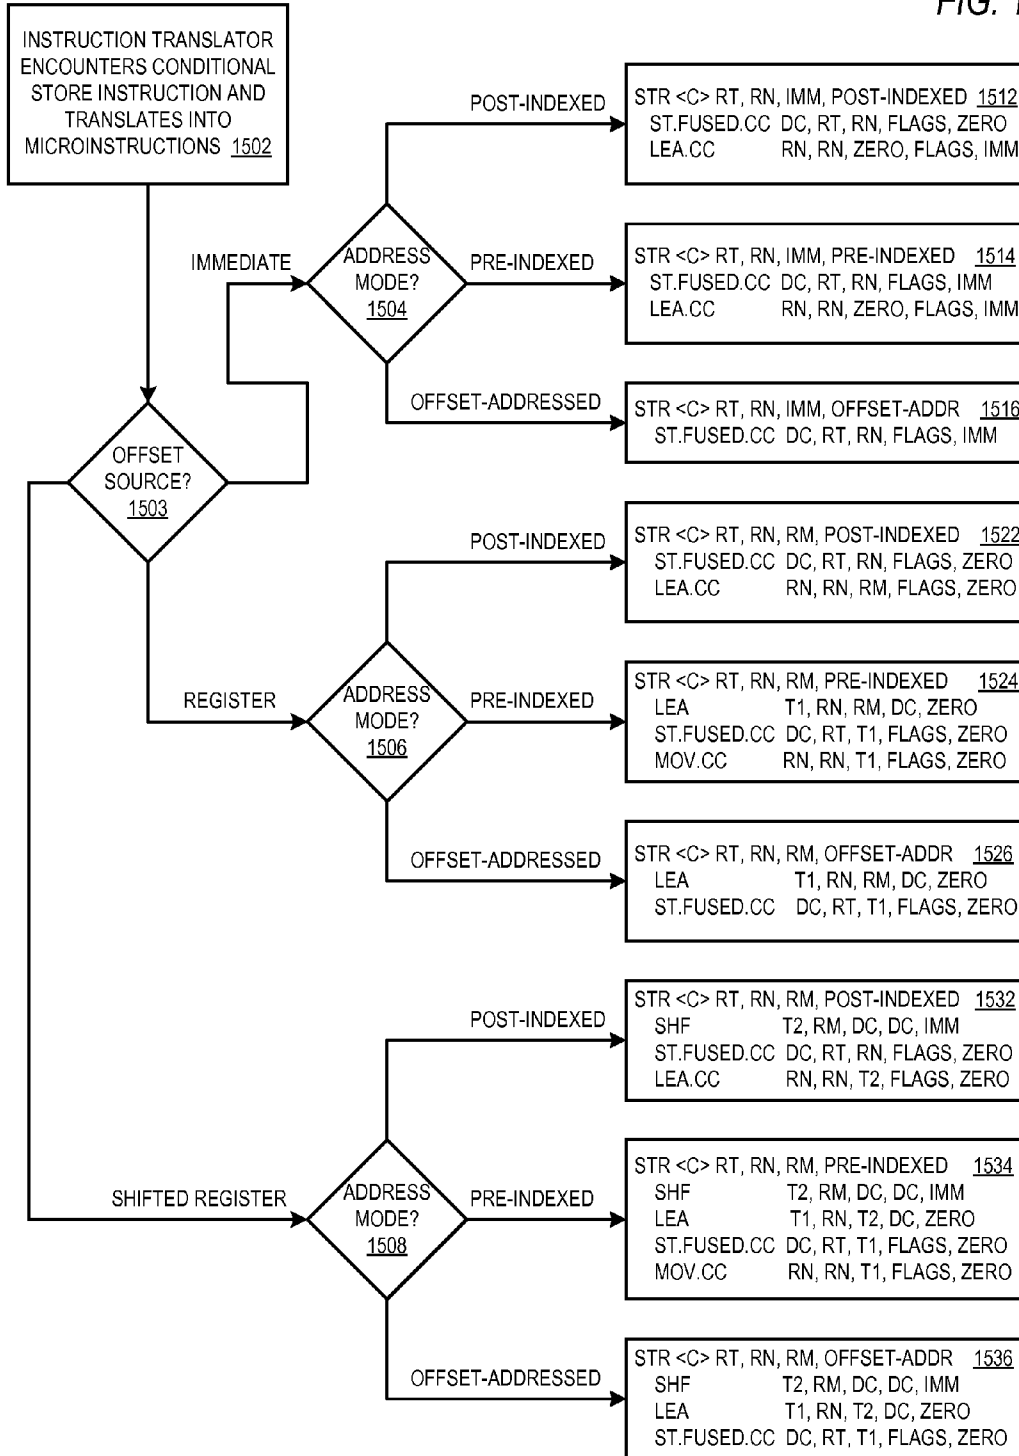 FIG. 1
INSTRUCTION TRANSLATOR
ENCOUNTERS CONDITIONAL
STORE INSTRUCTION AND
TRANSLATES INTO
MICROINSTRUCTIONS 1502
OFFSET
SOURCE?
1503
IMMEDIATE
ADDRESS
MODE?
1504
POST-INDEXED
STR <C> RT, RN, IMM, POST-INDEXED 1512
ST.FUSED.CC DC, RT, RN, FLAGS, ZERO
LEA.CC RN, RN, ZERO, FLAGS, IMM
PRE-INDEXED
STR <C> RT, RN, IMM, PRE-INDEXED 1514
ST.FUSED.CC DC, RT, RN, FLAGS, IMM
LEA.CC RN, RN, ZERO, FLAGS, IMM
OFFSET-ADDRESSED
STR <C> RT, RN, IMM, OFFSET-ADDR 1516
ST.FUSED.CC DC, RT, RN, FLAGS, IMM
REGISTER
ADDRESS
MODE?
1506
POST-INDEXED
STR <C> RT, RN, RM, POST-INDEXED 1522
ST.FUSED.CC DC, RT, RN, FLAGS, ZERO
LEA.CC RN, RN, RM, FLAGS, ZERO
PRE-INDEXED
STR <C> RT, RN, RM, PRE-INDEXED 1524
LEA T1, RN, RM, DC, ZERO
ST.FUSED.CC DC, RT, T1, FLAGS, ZERO
MOV.CC RN, RN, T1, FLAGS, ZERO
OFFSET-ADDRESSED
STR <C> RT, RN, RM, OFFSET-ADDR 1526
LEA T1, RN, RM, DC, ZERO
ST.FUSED.CC DC, RT, T1, FLAGS, ZERO
SHIFTED REGISTER
ADDRESS
MODE?
1508
POST-INDEXED
STR <C> RT, RN, RM, POST-INDEXED 1532
SHF T2, RM, DC, DC, IMM
ST.FUSED.CC DC, RT, RN, FLAGS, ZERO
LEA.CC RN, RN, T2, FLAGS, ZERO
PRE-INDEXED
STR <C> RT, RN, RM, PRE-INDEXED 1534
SHF T2, RM, DC, DC, IMM
LEA T1, RN, T2, DC, ZERO
ST.FUSED.CC DC, RT, T1, FLAGS, ZERO
MOV.CC RN, RN, T1, FLAGS, ZERO
OFFSET-ADDRESSED
STR <C> RT, RN, RM, OFFSET-ADDR 1536
SHF T2, RM, DC, DC, IMM
LEA T1, RN, T2, DC, ZERO
ST.FUSED.CC DC, RT, T1, FLAGS, ZERO